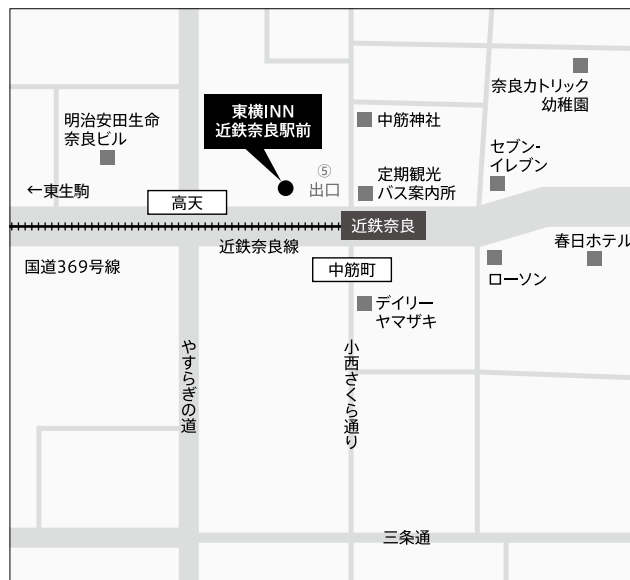 奈良カトリック
幼稚園
東横INN
近鉄奈良駅前
明治安田生命
奈良ビル
中筋神社
セブン-
イレブン
⑤
出口
定期観光
バス案内所
←東生駒
高天
近鉄奈良
近鉄奈良線
国道369号線
中筋町
春日ホテル
ローソン
デイリー
ヤマザキ
やすらぎの道
小西さくら通り
三条通